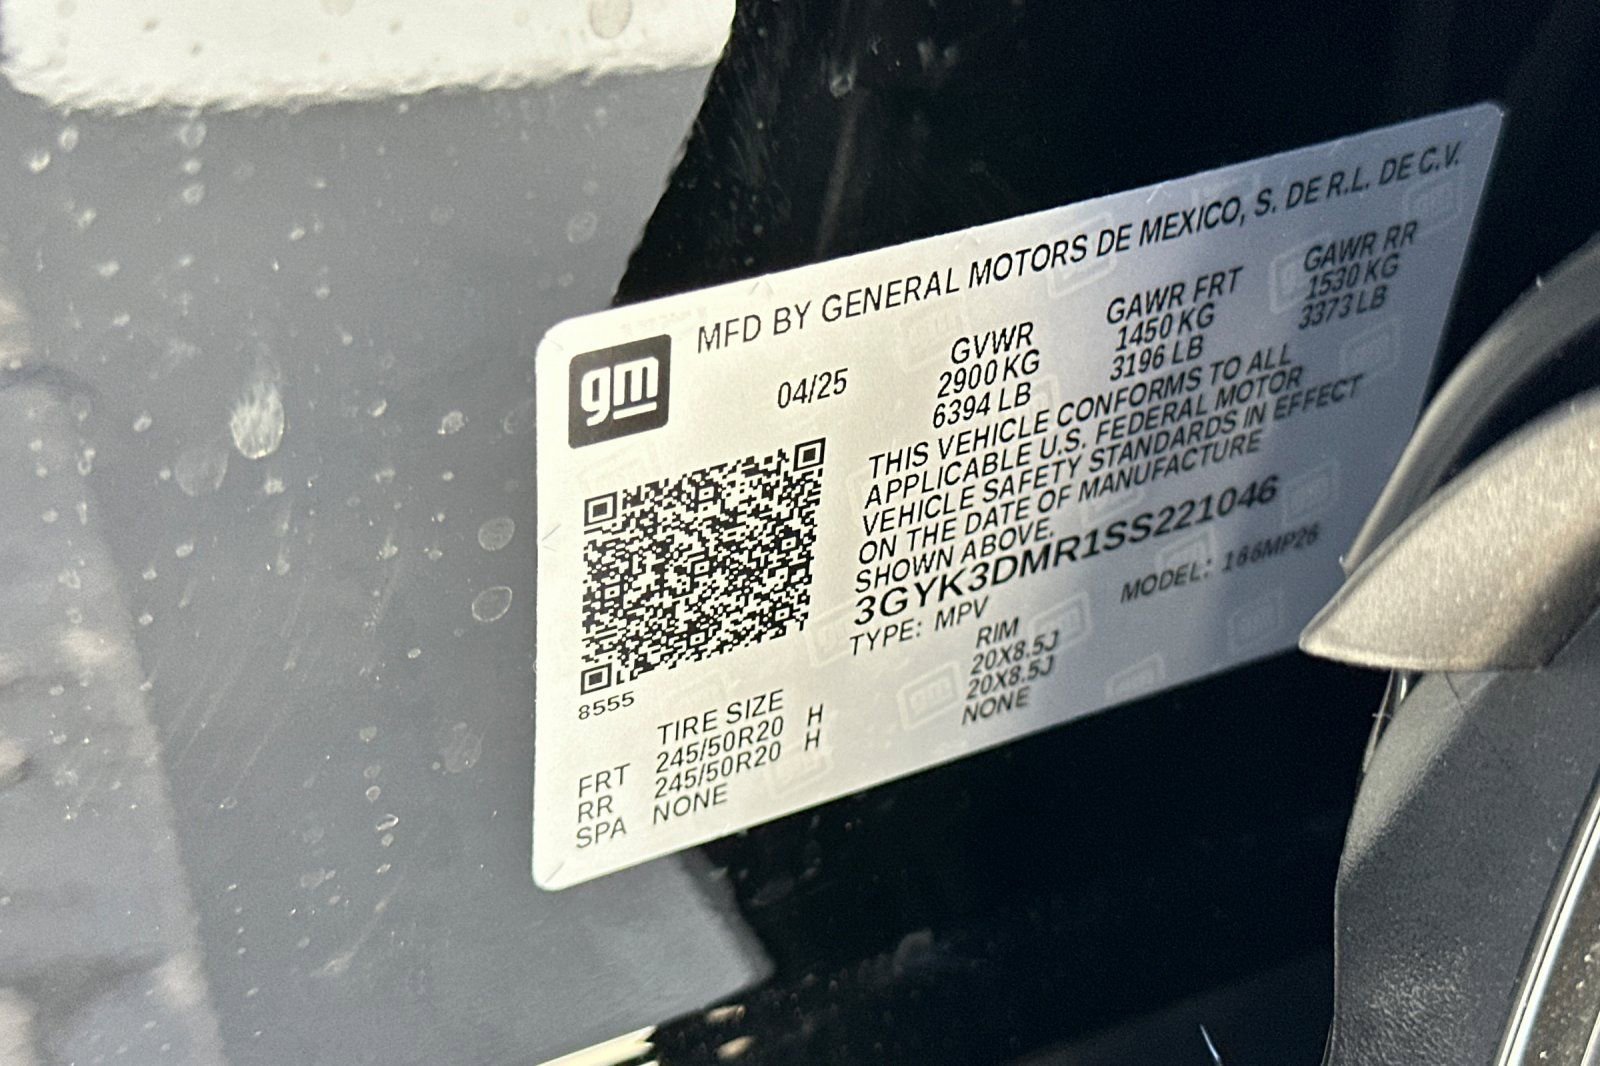 MFD BY GENERAL MOTORS DE MEXICO, S. DE R.L. DE C.V.
gm
04/25
GVWR GAWR FRT GAWR RR
2900 KG 1450 KG 1530 KG
6394 LB 3196 LB 3373 LB
THIS VEHICLE CONFORMS TO ALL
APPLICABLE U.S. FEDERAL MOTOR
VEHICLE SAFETY STANDARDS IN EFFECT
ON THE DATE OF MANUFACTURE
SHOWN ABOVE.
3GYK3DMR1SS221046
TYPE: MPV MODEL: 166MP26
8555
TIRE SIZE RIM
FRT 245/50R20 H 20X8.5J
RR 245/50R20 H 20X8.5J
SPA NONE NONE